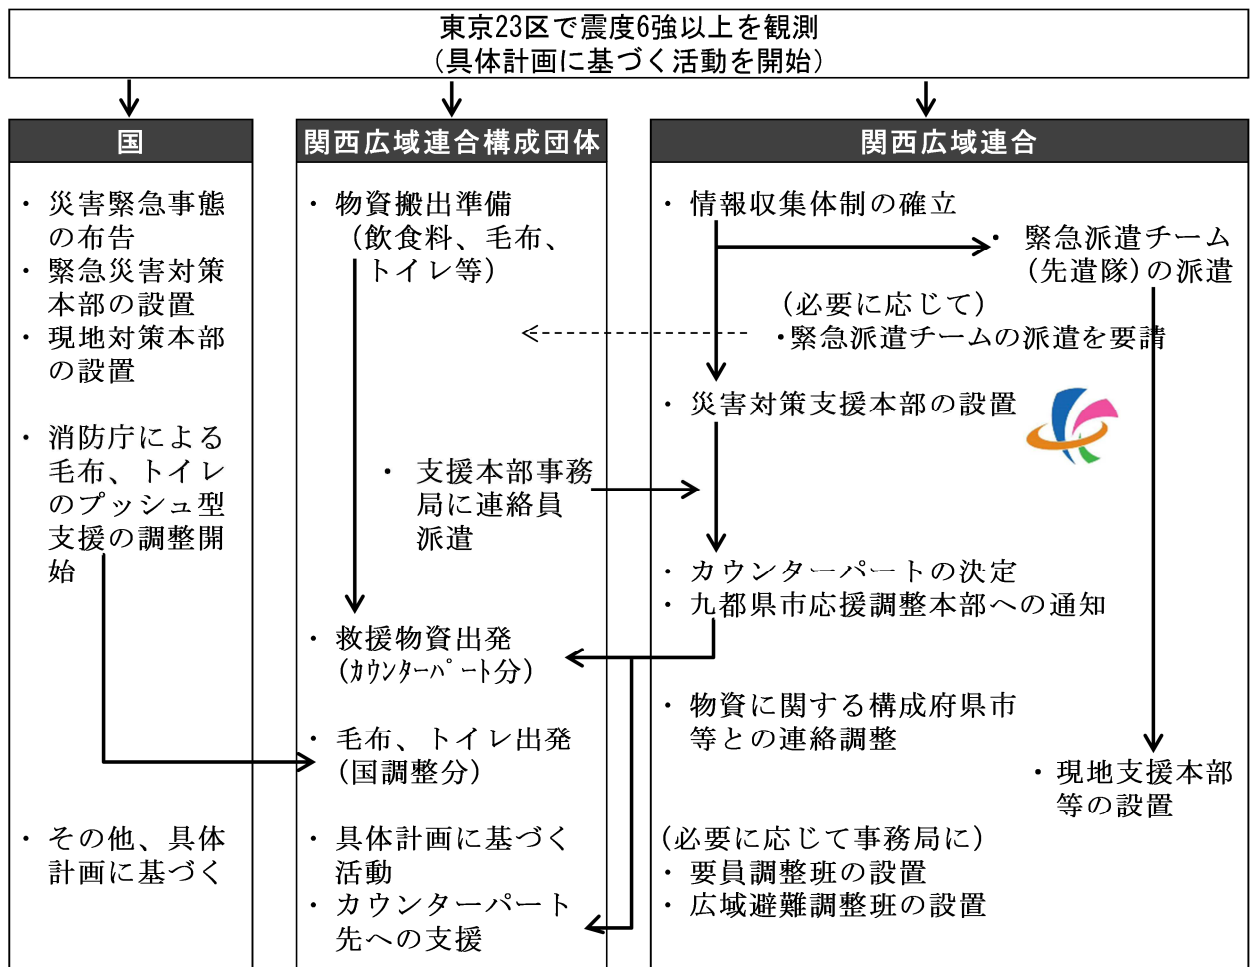 東京23区で震度6強以上を観測
（具体計画に基づく活動を開始）
国
・ 災害緊急事態
の布告
・ 緊急災害対策
本部の設置
・ 現地対策本部
の設置
・ 消防庁による
毛布、トイレ
のプッシュ型
支援の調整開
始
・ その他、具体
計画に基づく
関西広域連合構成団体
・ 物資搬出準備
（飲食料、毛布、
トイレ等）
・ 支援本部事務
局に連絡員
派遣
・ 救援物資出発
（ｶｳﾝﾀｰﾊﾟｰﾄ分）
・ 毛布、トイレ出発
（国調整分）
・ 具体計画に基づく
活動
・ カウンターパート
先への支援
関西広域連合
・ 情報収集体制の確立
・ 緊急派遣チーム
（先遣隊）の派遣
（必要に応じて）
・緊急派遣チームの派遣を要請
・ 災害対策支援本部の設置
・ カウンターパートの決定
・ 九都県市応援調整本部への通知
・ 物資に関する構成府県市
等との連絡調整
・ 現地支援本部
等の設置
（必要に応じて事務局に）
・ 要員調整班の設置
・ 広域避難調整班の設置